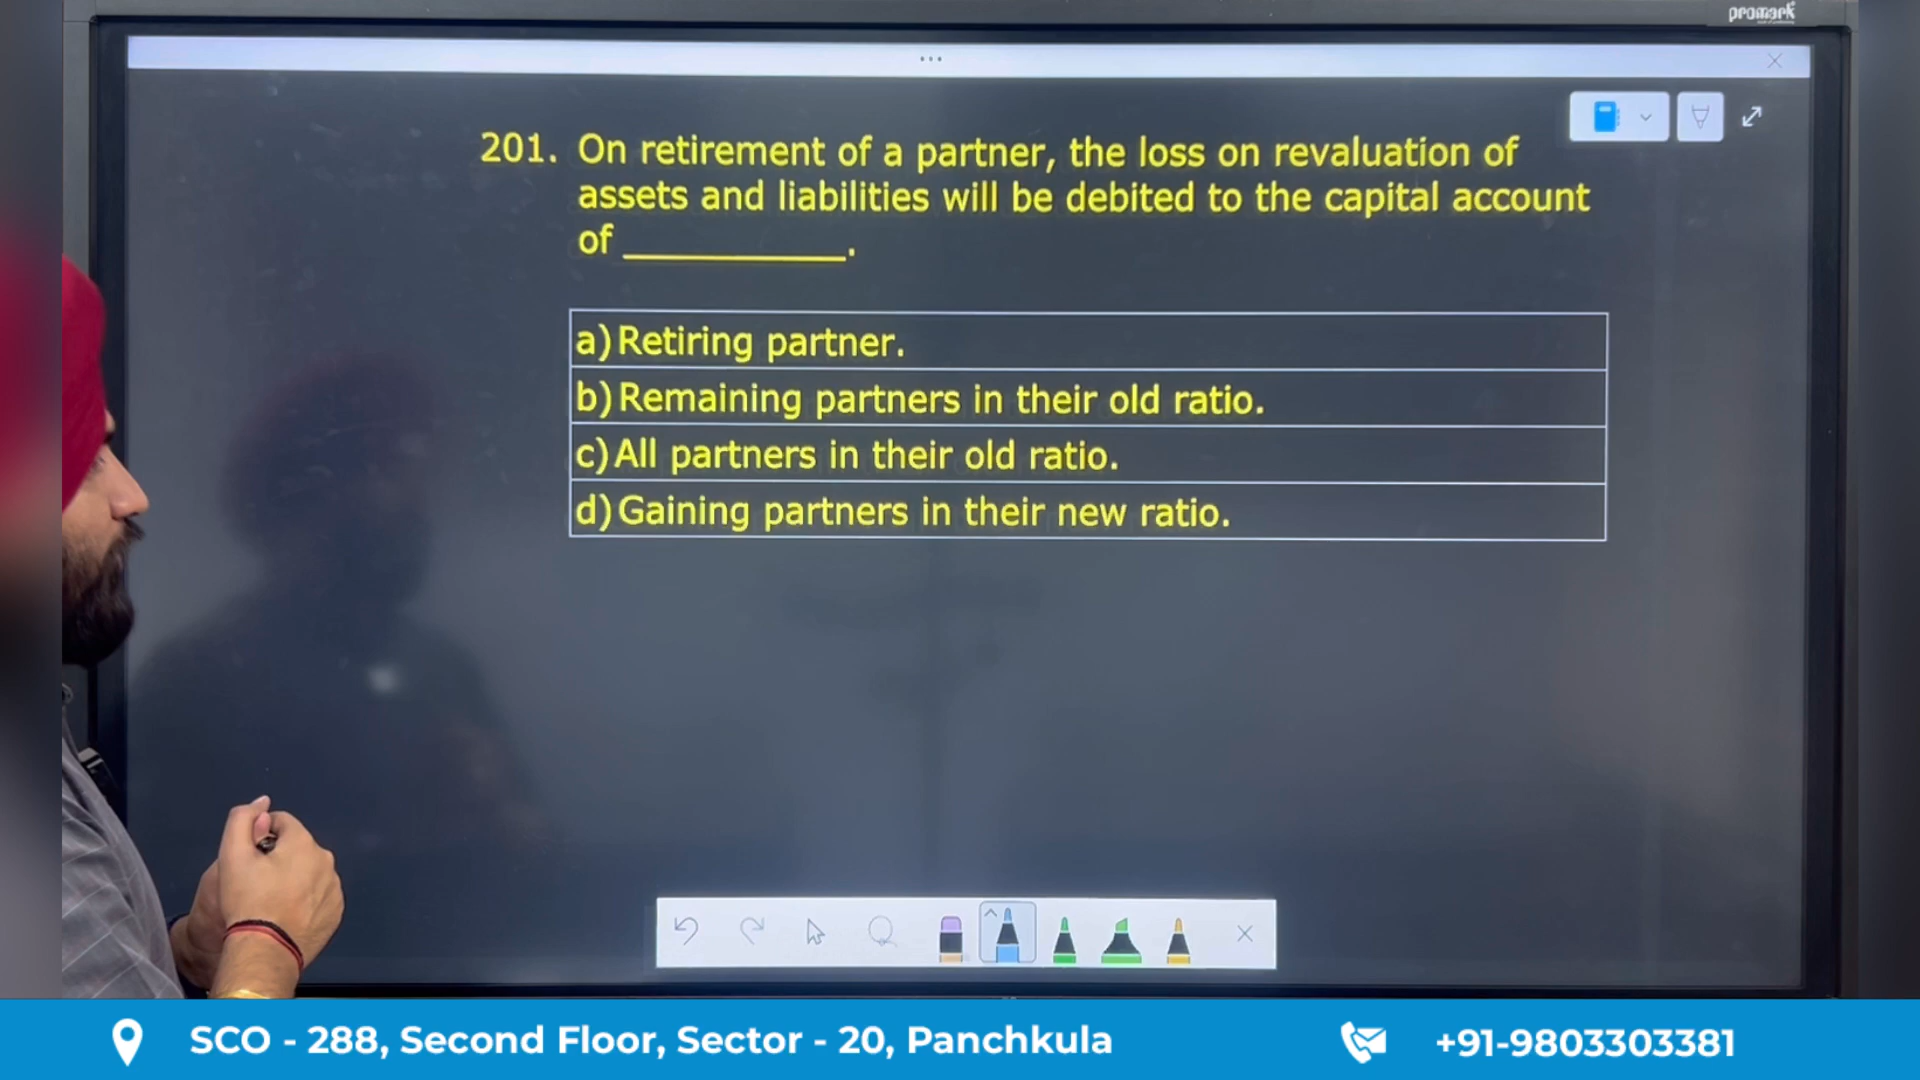 promark
201. On retirement of a partner, the loss on revaluation of
assets and liabilities will be debited to the capital account
of __________.
a) Retiring partner.
b) Remaining partners in their old ratio.
c) All partners in their old ratio.
d) Gaining partners in their new ratio.
SCO - 288, Second Floor, Sector - 20, Panchkula
+91-9803303381